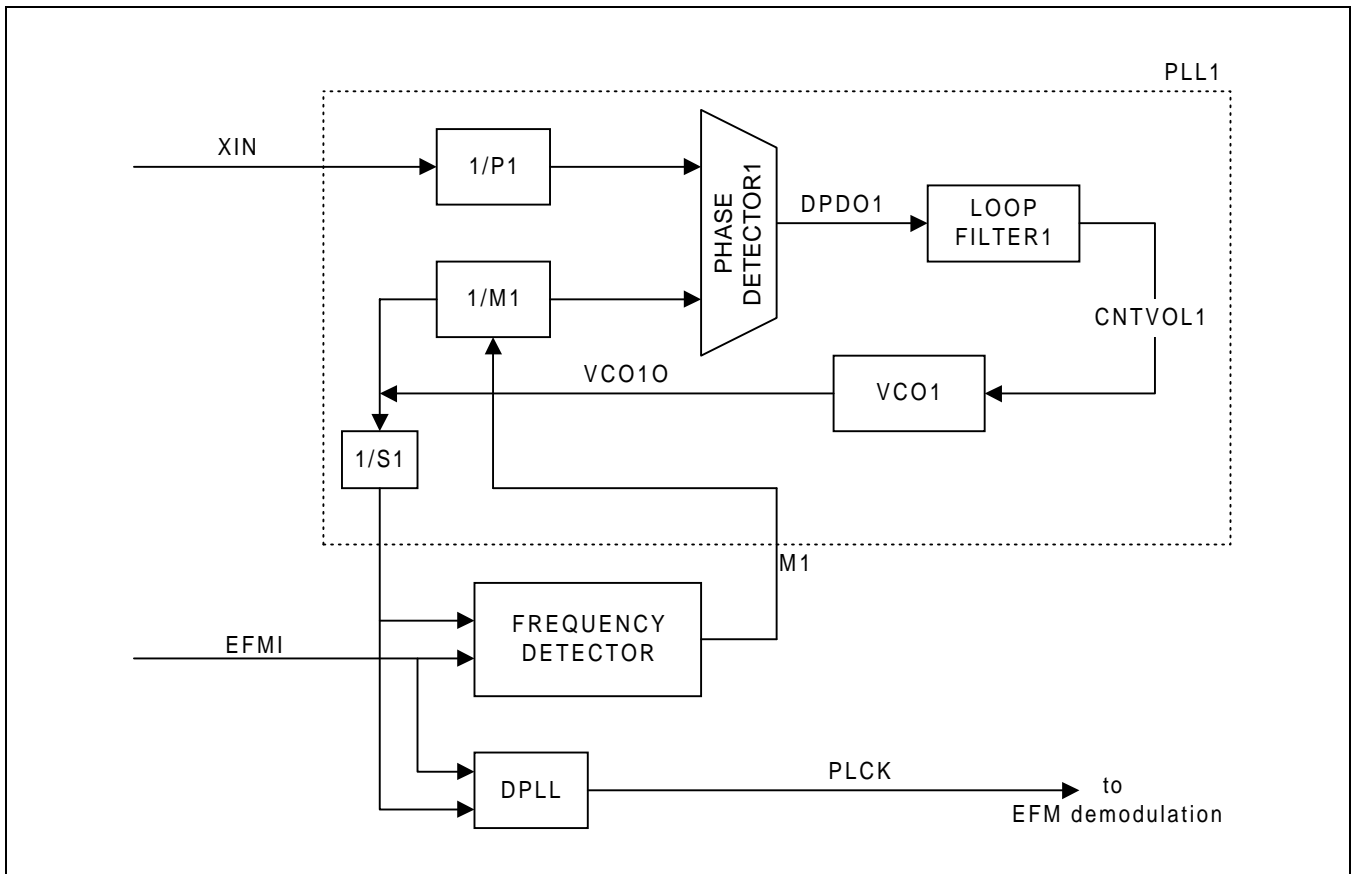 PLL1
XIN
1/P1
PHASE
DETECTOR1
DPDO1
LOOP
FILTER1
1/M1
CNTVOL1
VCO1O
VCO1
1/S1
M1
FREQUENCY
DETECTOR
EFMI
DPLL
PLCK
to
EFM demodulation